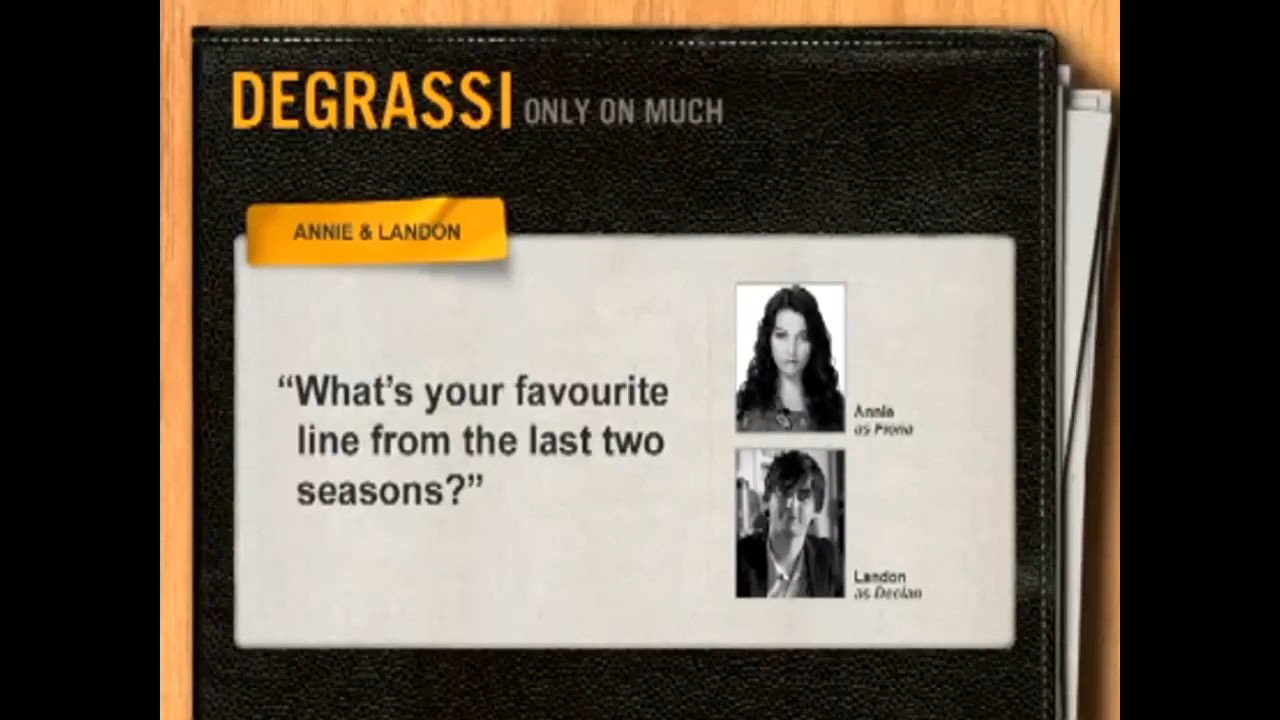 DEGRASSI ONLY ON MUCH
ANNIE & LANDON
“What’s your favourite
line from the last two
seasons?”
Annie
as Fiona
Landon
as Declan